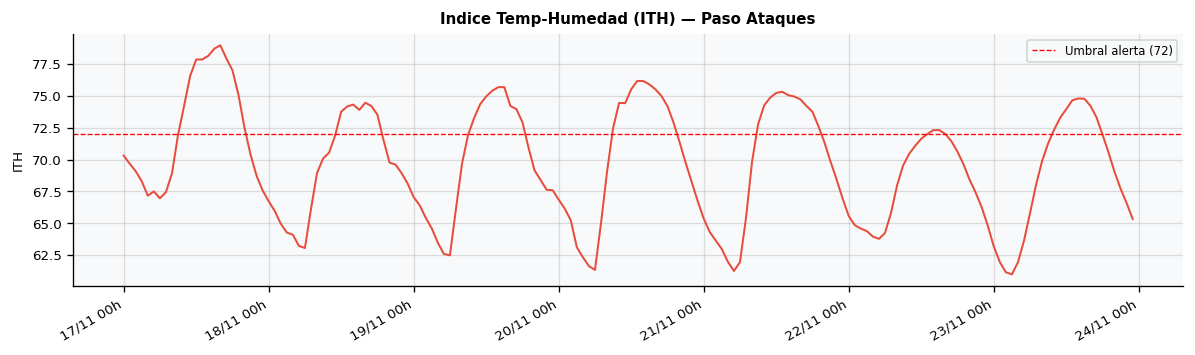 Indice Temp-Humedad (ITH) — Paso Ataques
Umbral alerta (72)
ITH
77.5
75.0
72.5
70.0
67.5
65.0
62.5
17/11 00h
18/11 00h
19/11 00h
20/11 00h
21/11 00h
22/11 00h
23/11 00h
24/11 00h